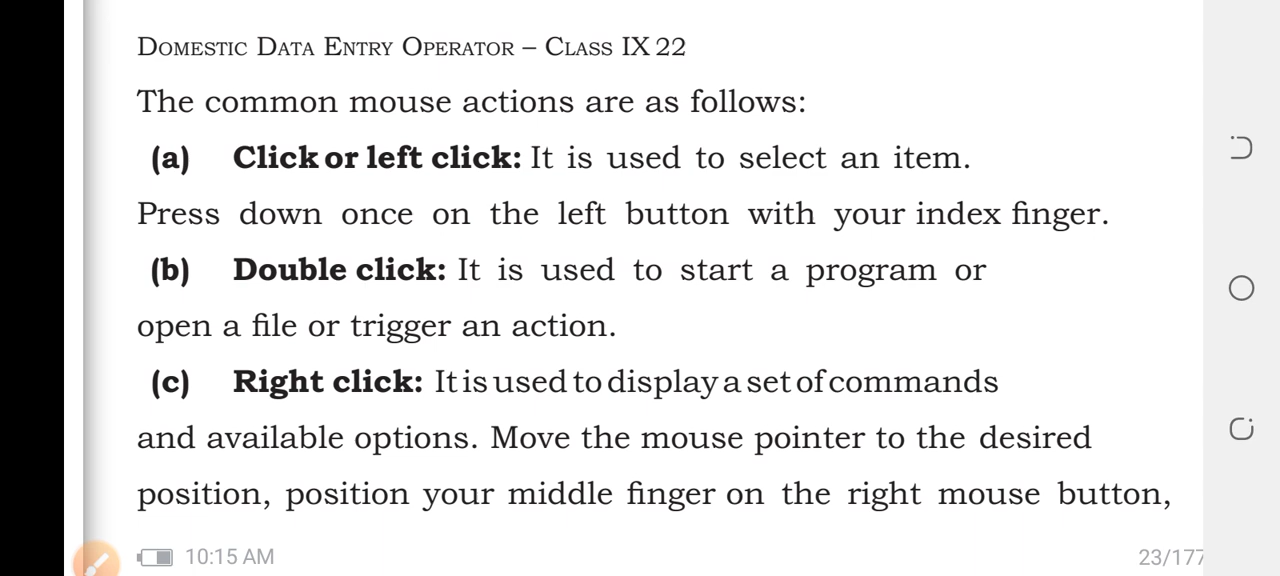 DOMESTIC DATA ENTRY OPERATOR – CLASS IX 22
The common mouse actions are as follows:
(a) Click or left click: It is used to select an item.
Press down once on the left button with your index finger.
(b) Double click: It is used to start a program or
open a file or trigger an action.
(c) Right click: It is used to display a set of commands
and available options. Move the mouse pointer to the desired
position, position your middle finger on the right mouse button,
10:15 AM 23/177